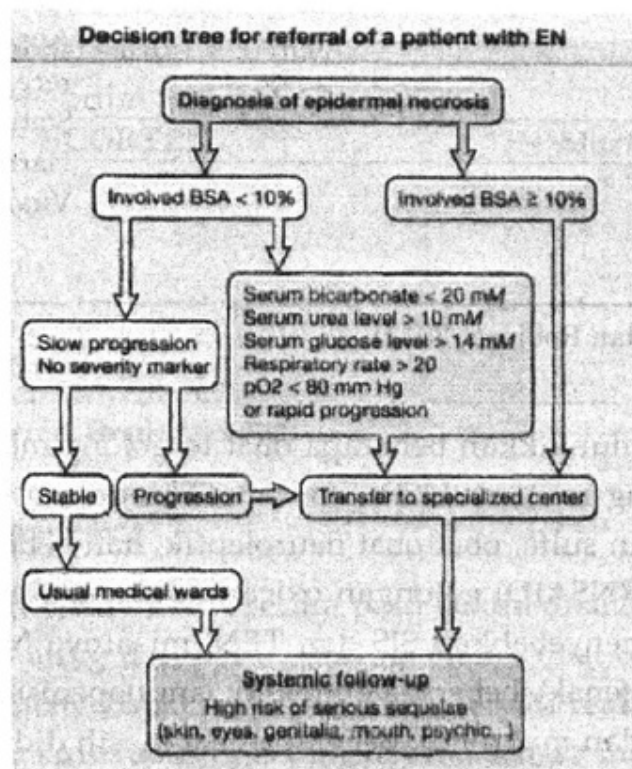 Decision tree for referral of a patient with EN
Diagnosis of epidermal necrosis
Involved BSA < 10%
Involved BSA ≥ 10%
Serum bicarbonate < 20 mM
Serum urea level > 10 mM
Serum glucose level > 14 mM
Respiratory rate > 20
pO2 < 80 mm Hg
or rapid progression
Slow progression
No severity marker
Stable
Progression
Transfer to specialized center
Usual medical wards
Systemic follow-up
High risk of serious sequelae
(skin, eyes, genitalia, mouth, psychic...)